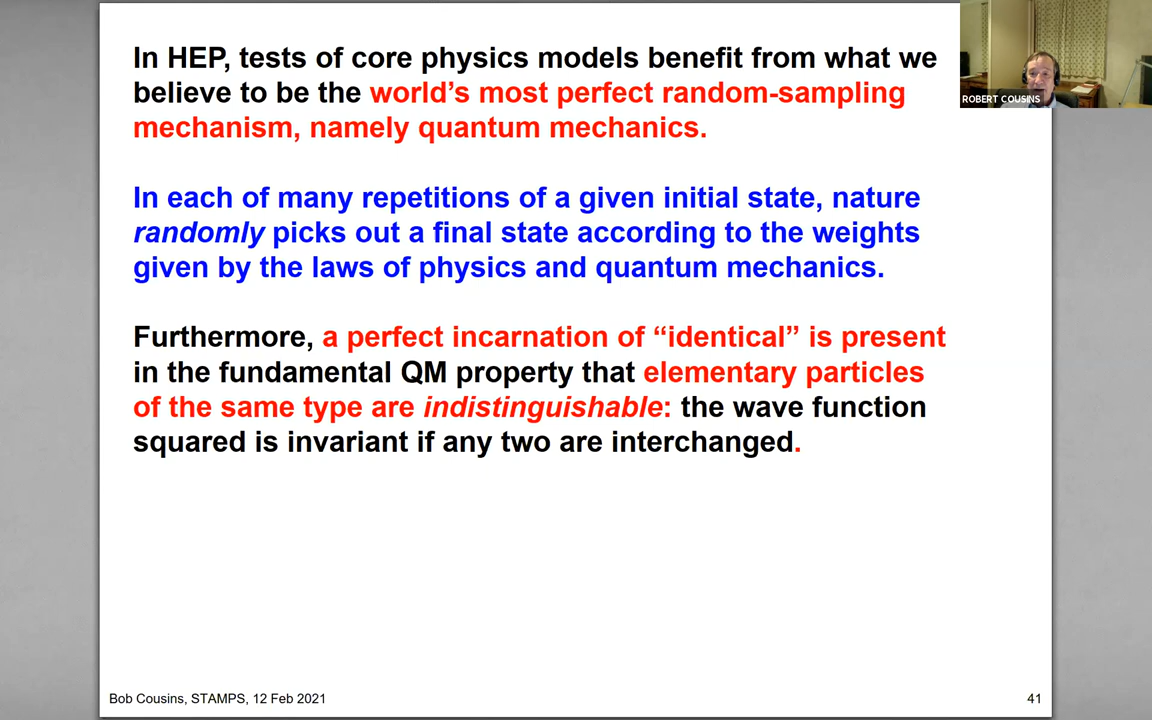 In HEP, tests of core physics models benefit from what we
believe to be the world's most perfect random-sampling
mechanism, namely quantum mechanics.
In each of many repetitions of a given initial state, nature
randomly picks out a final state according to the weights
given by the laws of physics and quantum mechanics.
Furthermore, a perfect incarnation of “identical” is present
in the fundamental QM property that elementary particles
of the same type are indistinguishable: the wave function
squared is invariant if any two are interchanged.
Bob Cousins, STAMPS, 12 Feb 2021
41
ROBERT COUSINS